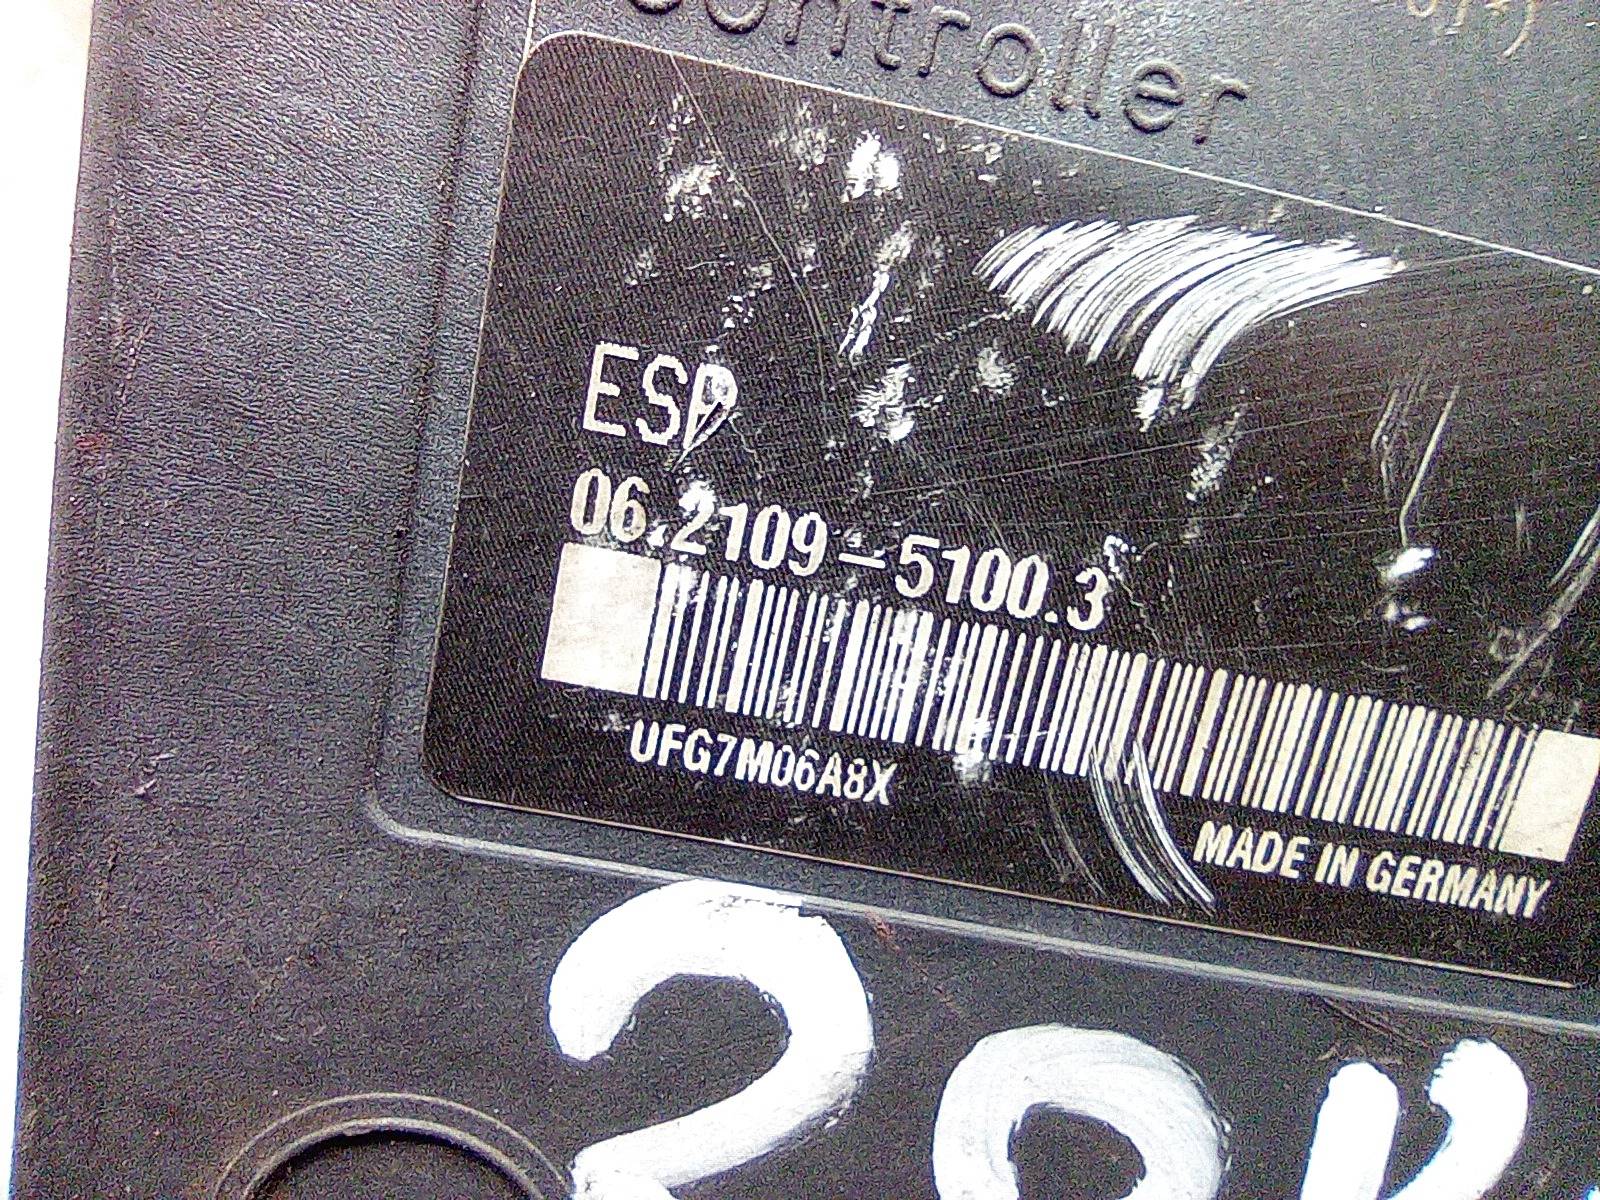 Controller
ESP
06.2109-5100.3
UFG7M06A8X
MADE IN GERMANY